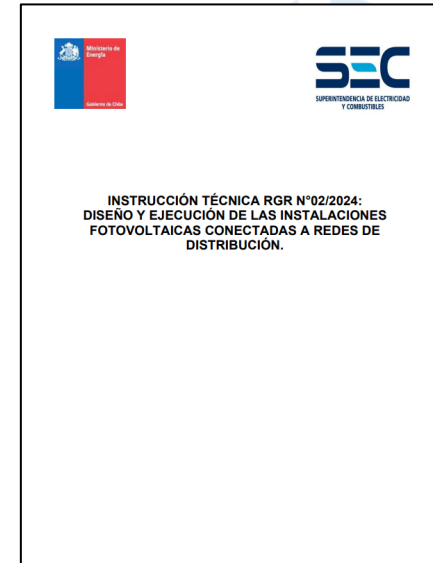 Ministerio de
Energía
Gobierno de Chile
SEC
SUPERINTENDENCIA DE ELECTRICIDAD
Y COMBUSTIBLES
INSTRUCCIÓN TÉCNICA RGR N°02/2024:
DISEÑO Y EJECUCIÓN DE LAS INSTALACIONES
FOTOVOLTAICAS CONECTADAS A REDES DE
DISTRIBUCIÓN.